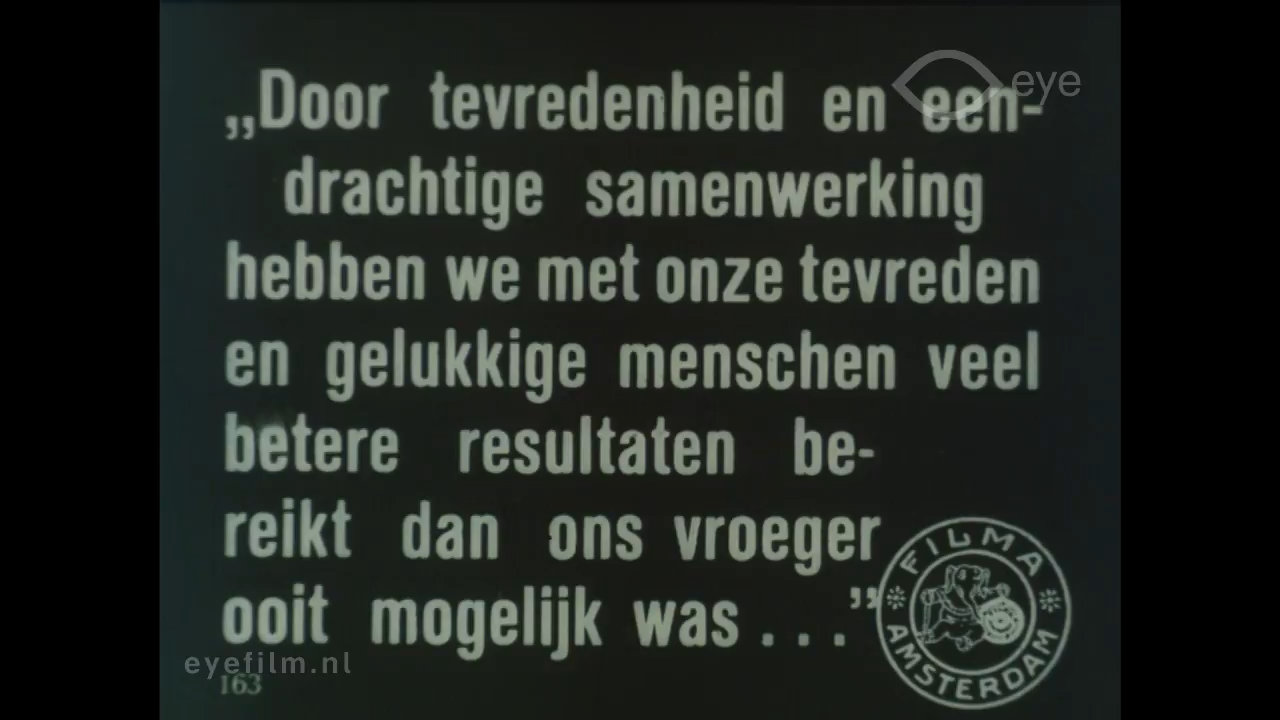 „Door tevredenheid en een-
drachtige samenwerking
hebben we met onze tevreden
en gelukkige menschen veel
betere resultaten be-
reikt dan ons vroeger
ooit mogelijk was . . .”
eye
FILMA
AMSTERDAM
eyefilm.nl
163